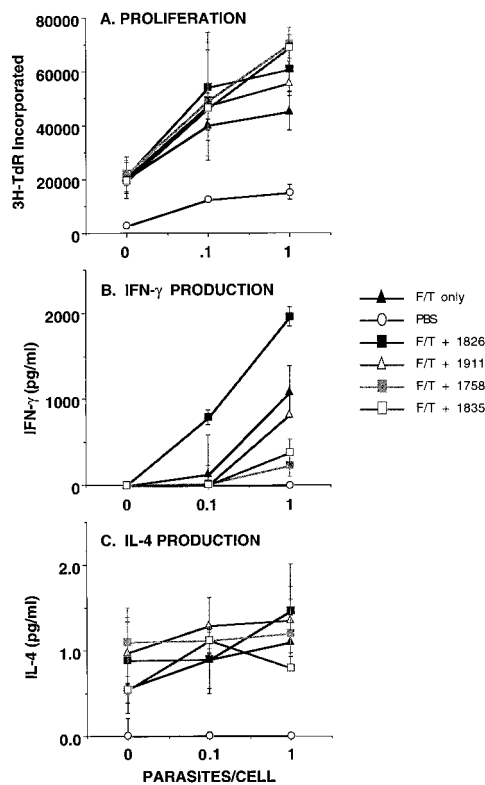 A. PROLIFERATION
80000
60000
40000
20000
0
3H-TdR Incorporated
0 .1 1
B. IFN-γ PRODUCTION
2000
1000
0
IFN-γ (pg/ml)
0 0.1 1
F/T only
PBS
F/T + 1826
F/T + 1911
F/T + 1758
F/T + 1835
C. IL-4 PRODUCTION
2.0
1.0
0.0
IL-4 (pg/ml)
0 0.1 1
PARASITES/CELL